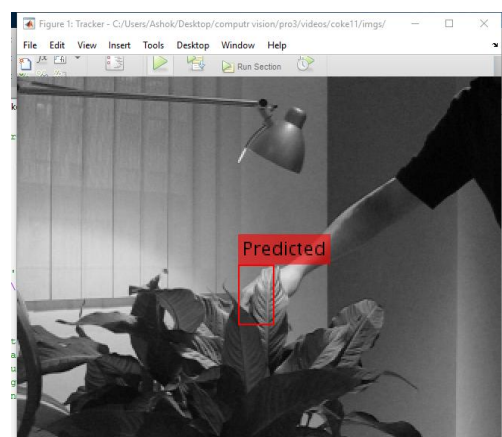 Figure 1: Tracker - C:/Users/Ashok/Desktop/computr vision/pro3/videos/coke11/imgs/
File Edit View Insert Tools Desktop Window Help
Run Section
Predicted